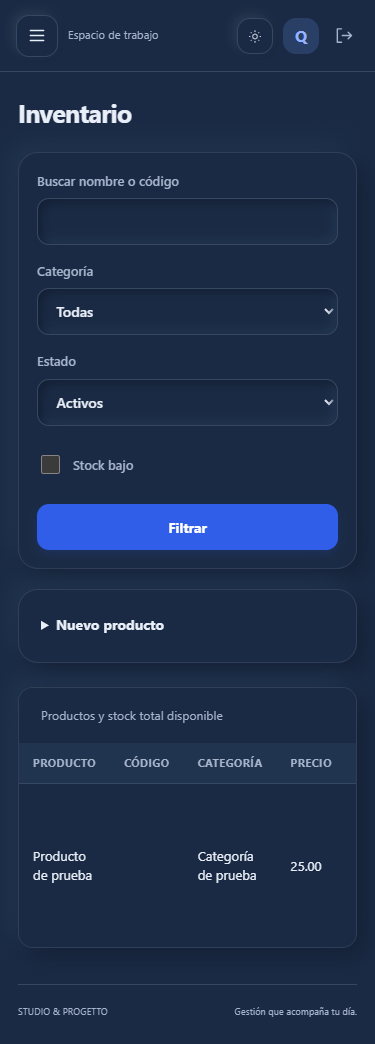 Espacio de trabajo
Q
Inventario
Buscar nombre o código
Categoría
Todas
Estado
Activos
Stock bajo
Filtrar
Nuevo producto
Productos y stock total disponible
PRODUCTO CÓDIGO CATEGORÍA PRECIO
Producto de prueba Categoría de prueba 25.00
STUDIO & PROGETTO
Gestión que acompaña tu día.